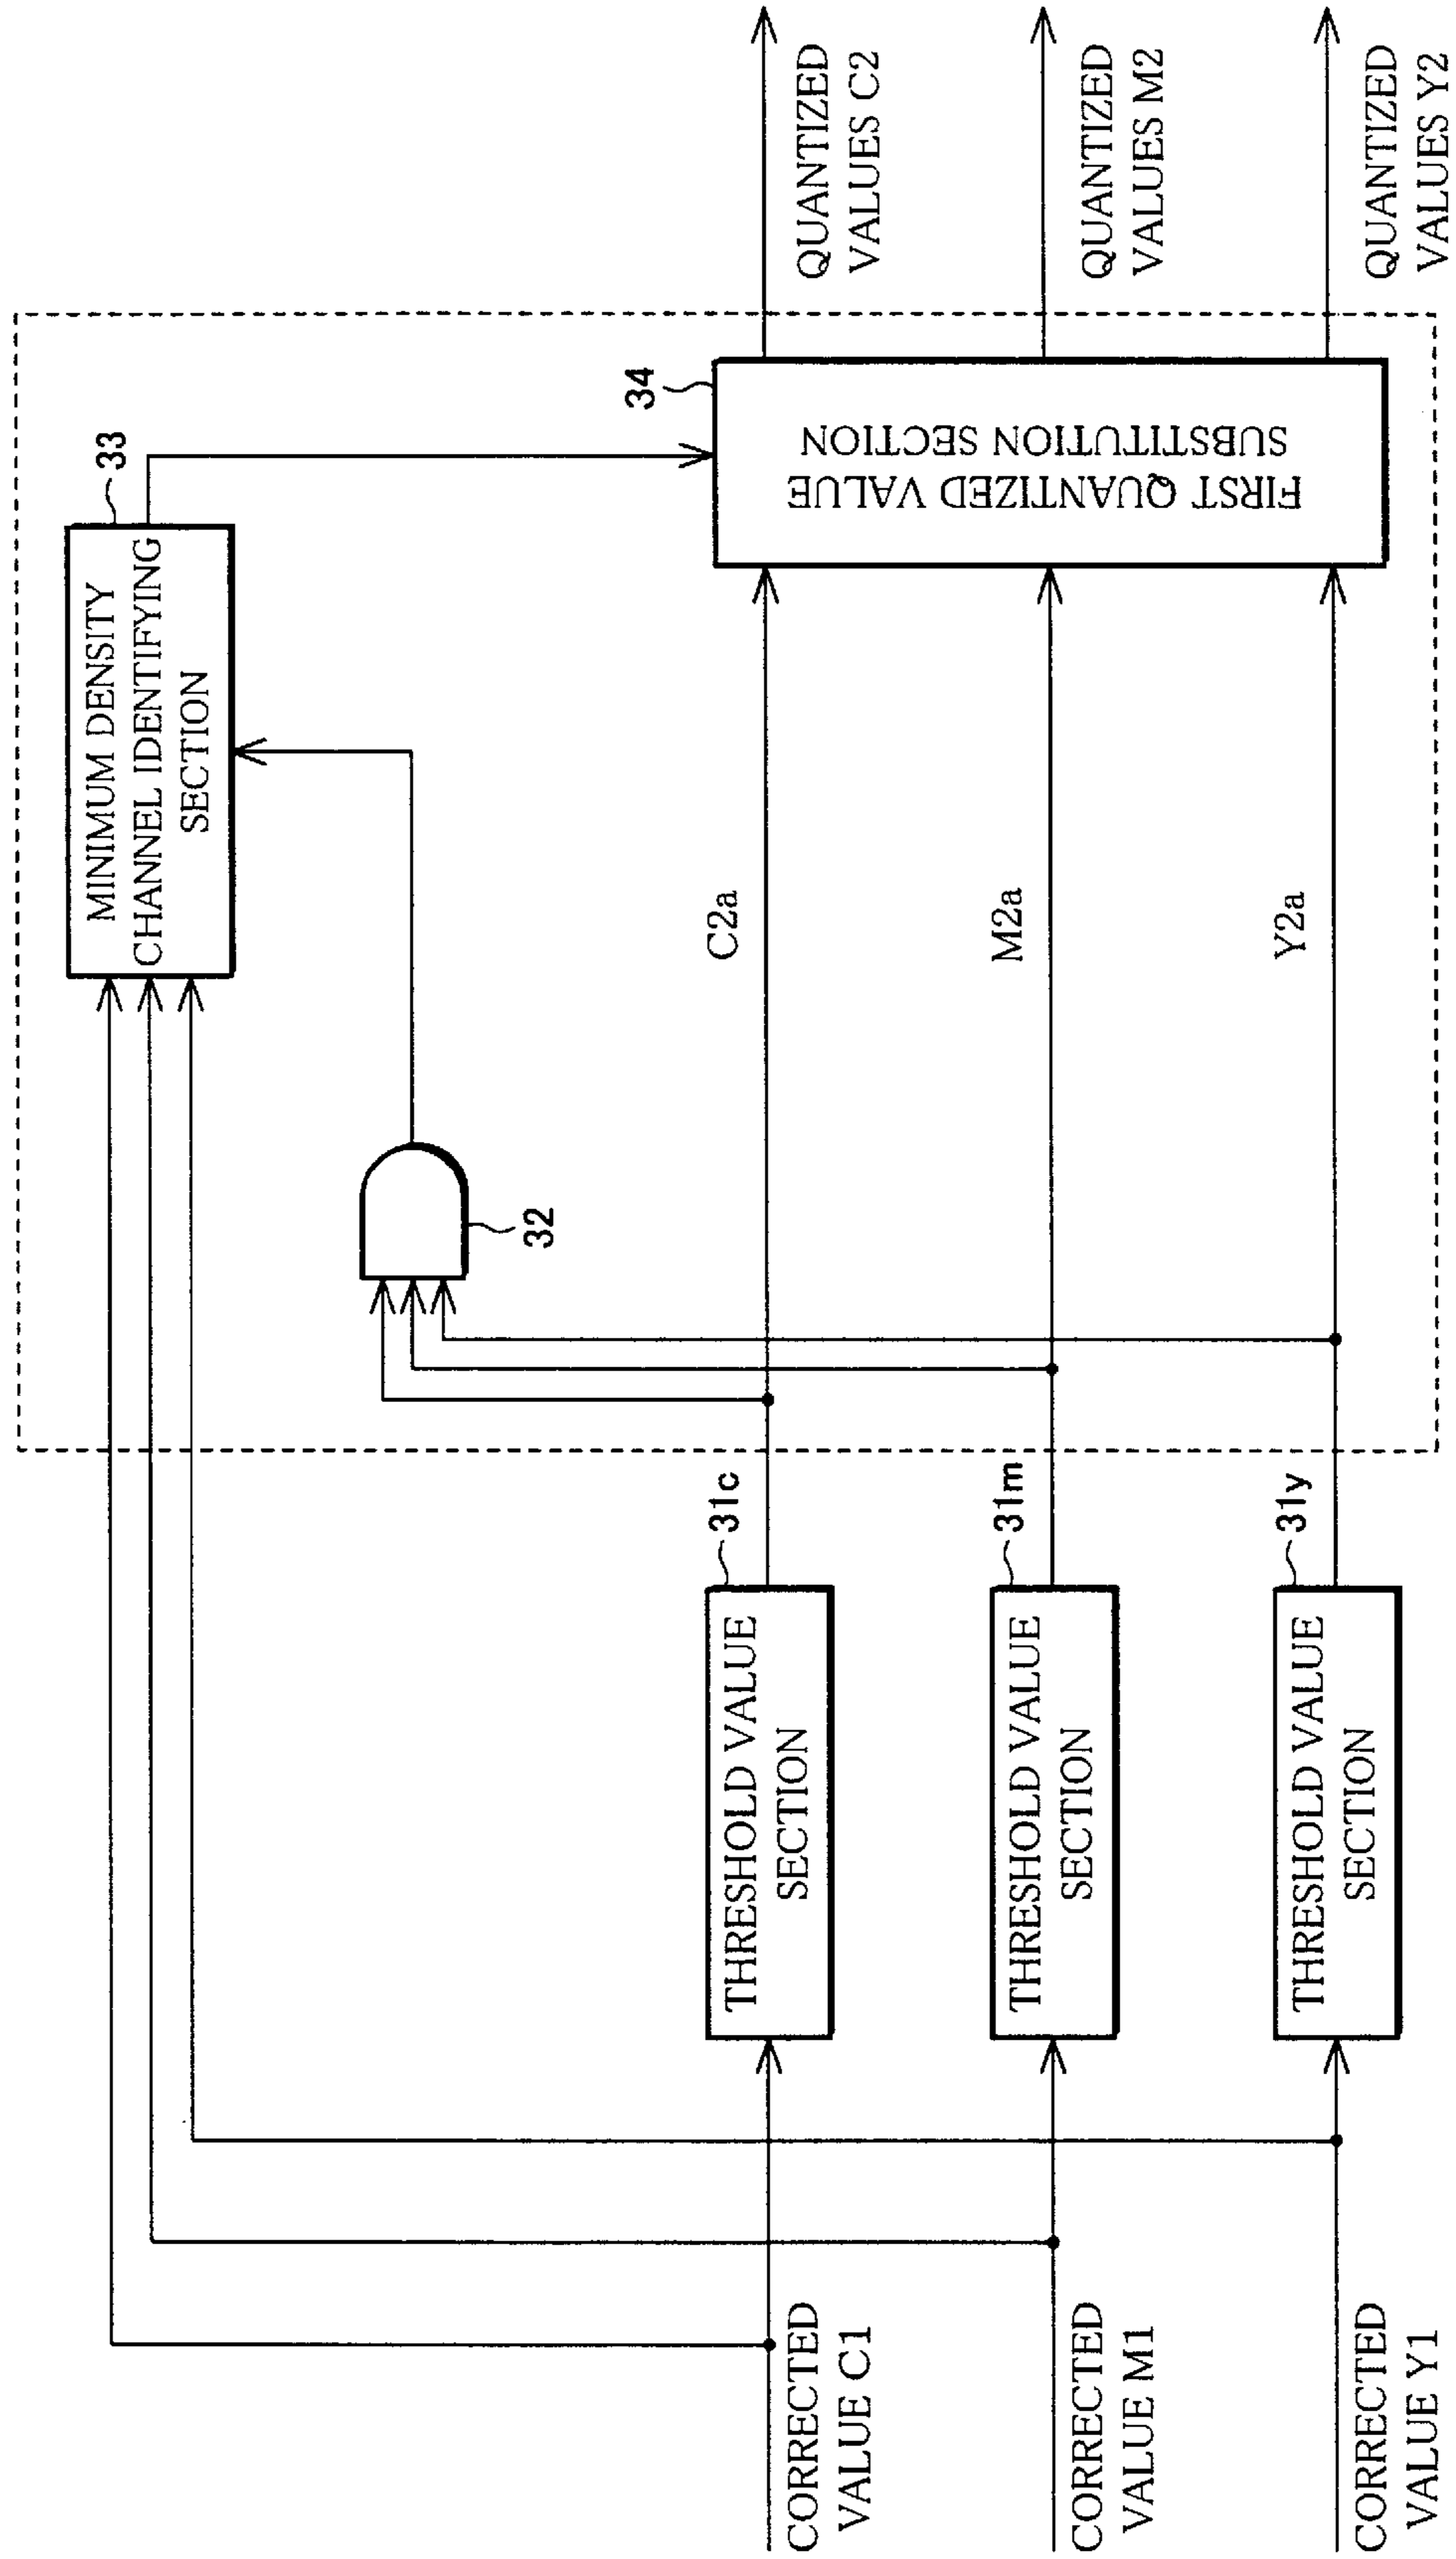 CORRECTED
VALUE C1
CORRECTED
VALUE M1
CORRECTED
VALUE Y1
THRESHOLD VALUE
SECTION
31c
THRESHOLD VALUE
SECTION
31m
THRESHOLD VALUE
SECTION
31y
32
MINIMUM DENSITY
CHANNEL IDENTIFYING
SECTION
33
C2a
M2a
Y2a
FIRST QUANTIZED VALUE
SUBSTITUTION SECTION
34
QUANTIZED
VALUES C2
QUANTIZED
VALUES M2
QUANTIZED
VALUES Y2